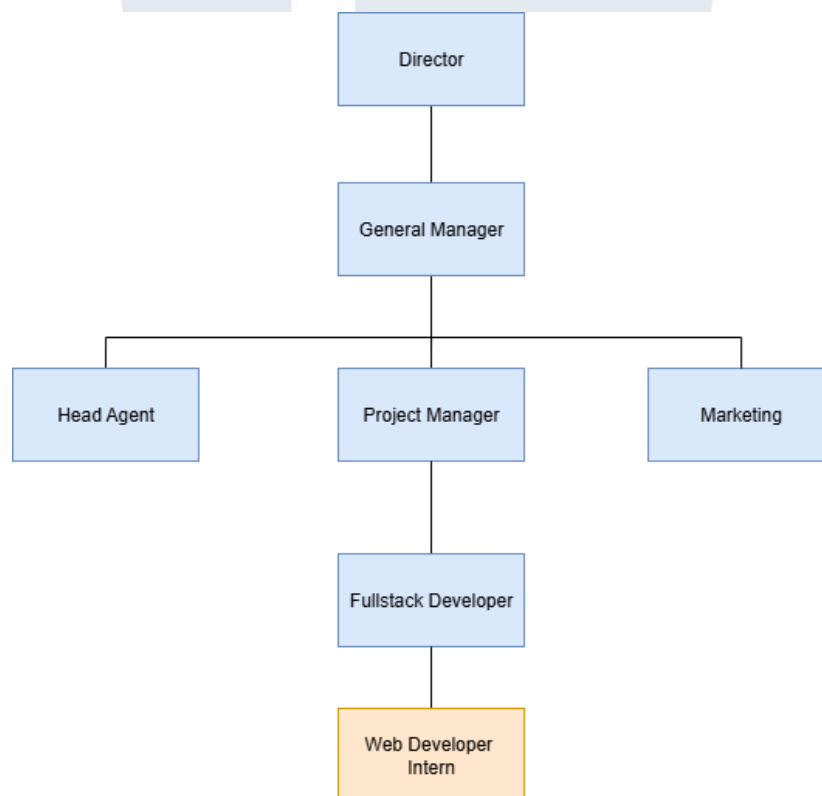 Director
General Manager
Head Agent
Project Manager
Marketing
Fullstack Developer
Web Developer
Intern